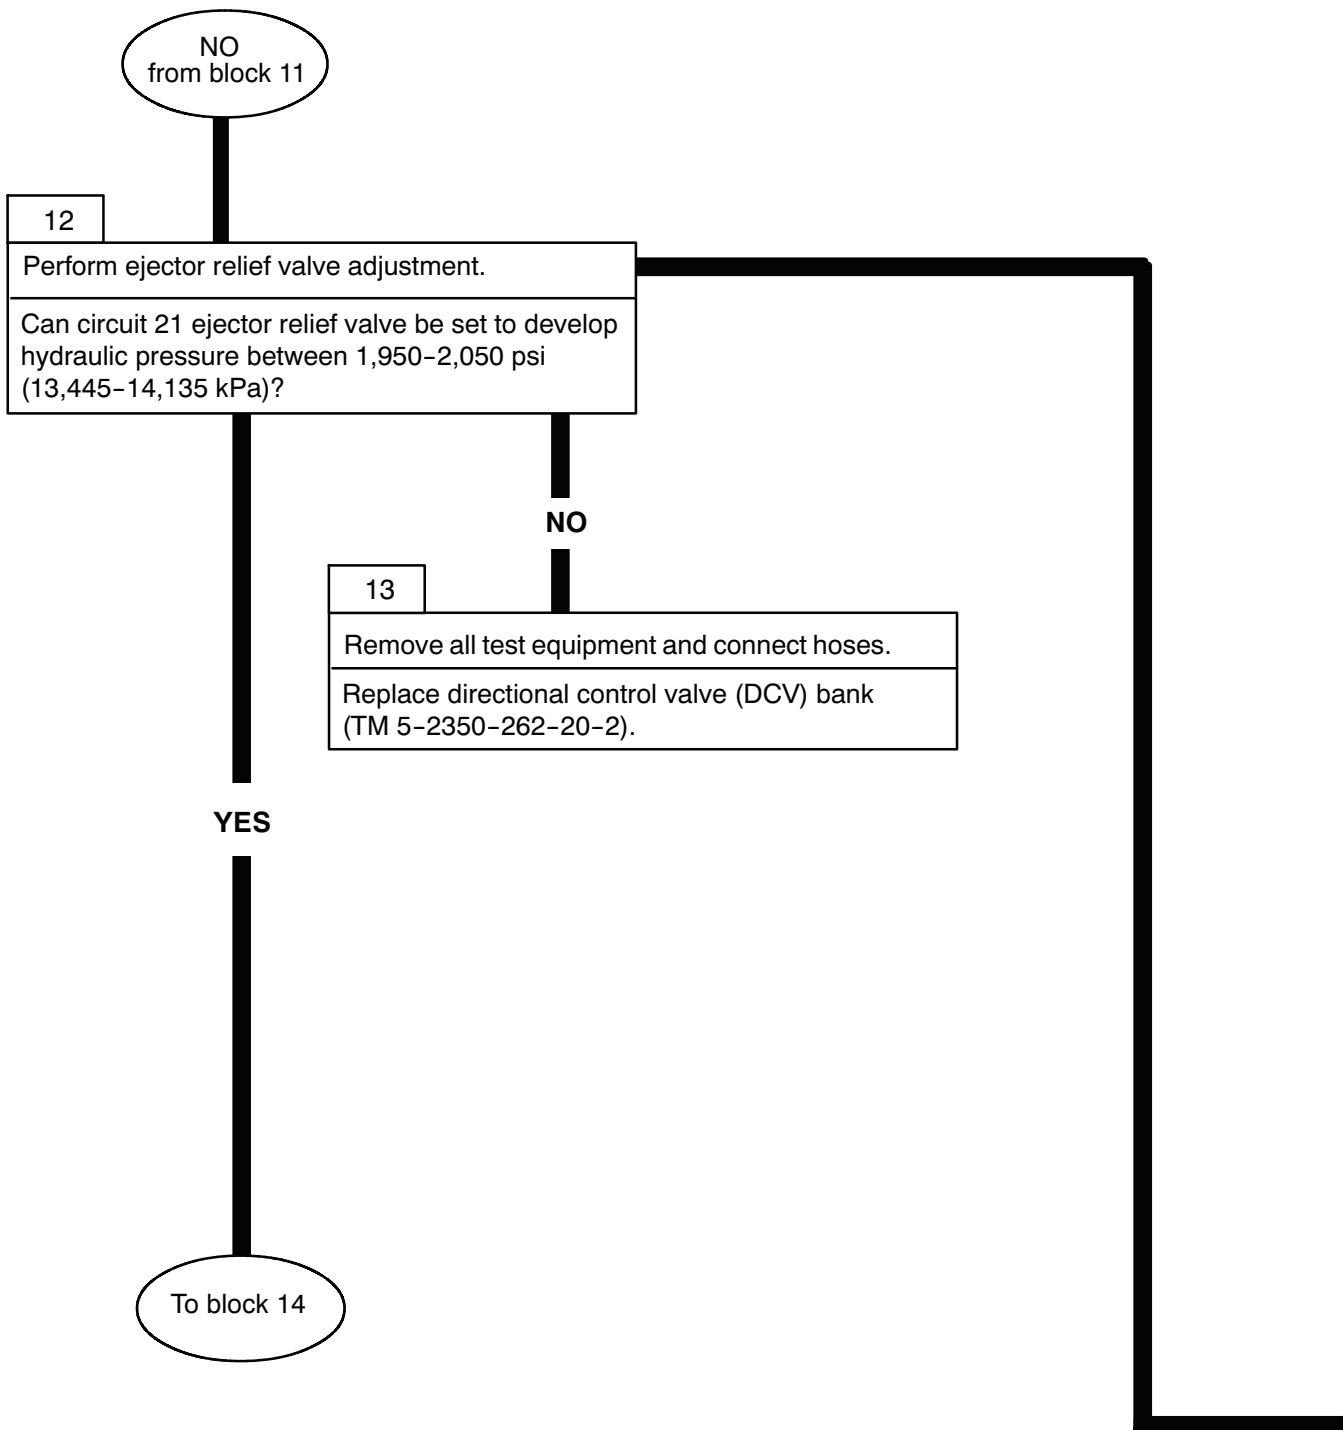 NO
from block 11
12
Perform ejector relief valve adjustment.
Can circuit 21 ejector relief valve be set to develop
hydraulic pressure between 1,950–2,050 psi
(13,445–14,135 kPa)?
NO
13
Remove all test equipment and connect hoses.
Replace directional control valve (DCV) bank
(TM 5–2350–262–20–2).
YES
To block 14